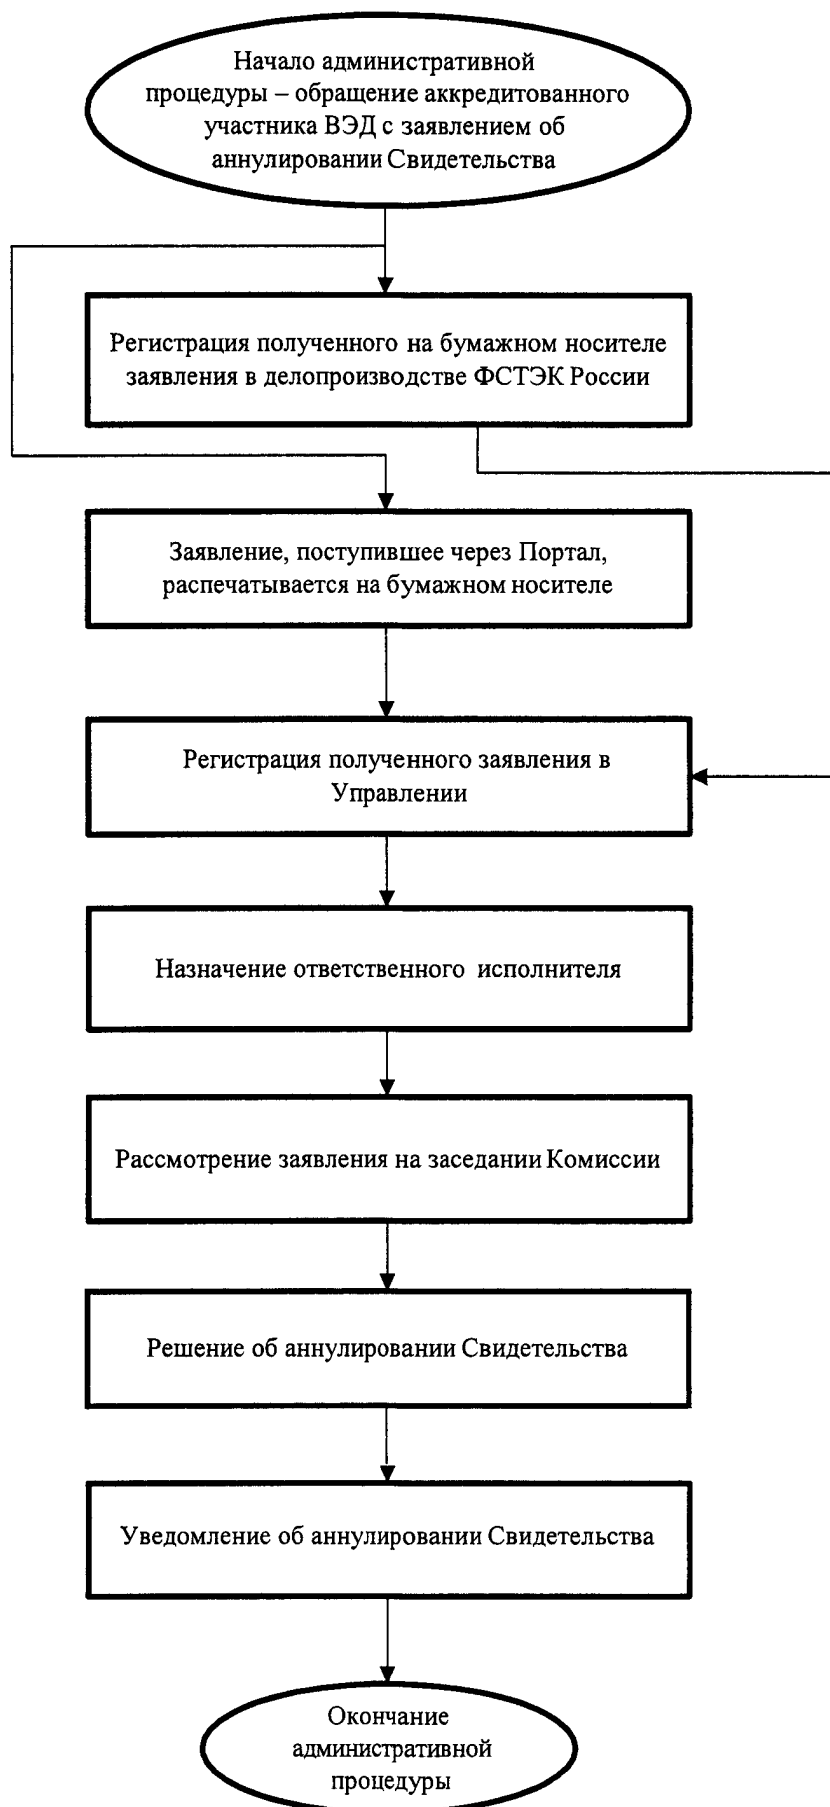 Начало административной
процедуры – обращение аккредитованного
участника ВЭД с заявлением об
аннулировании Свидетельства
Регистрация полученного на бумажном носителе
заявления в делопроизводстве ФСТЭК России
Заявление, поступившее через Портал,
распечатывается на бумажном носителе
Регистрация полученного заявления в
Управлении
Назначение ответственного исполнителя
Рассмотрение заявления на заседании Комиссии
Решение об аннулировании Свидетельства
Уведомление об аннулировании Свидетельства
Окончание
административной
процедуры